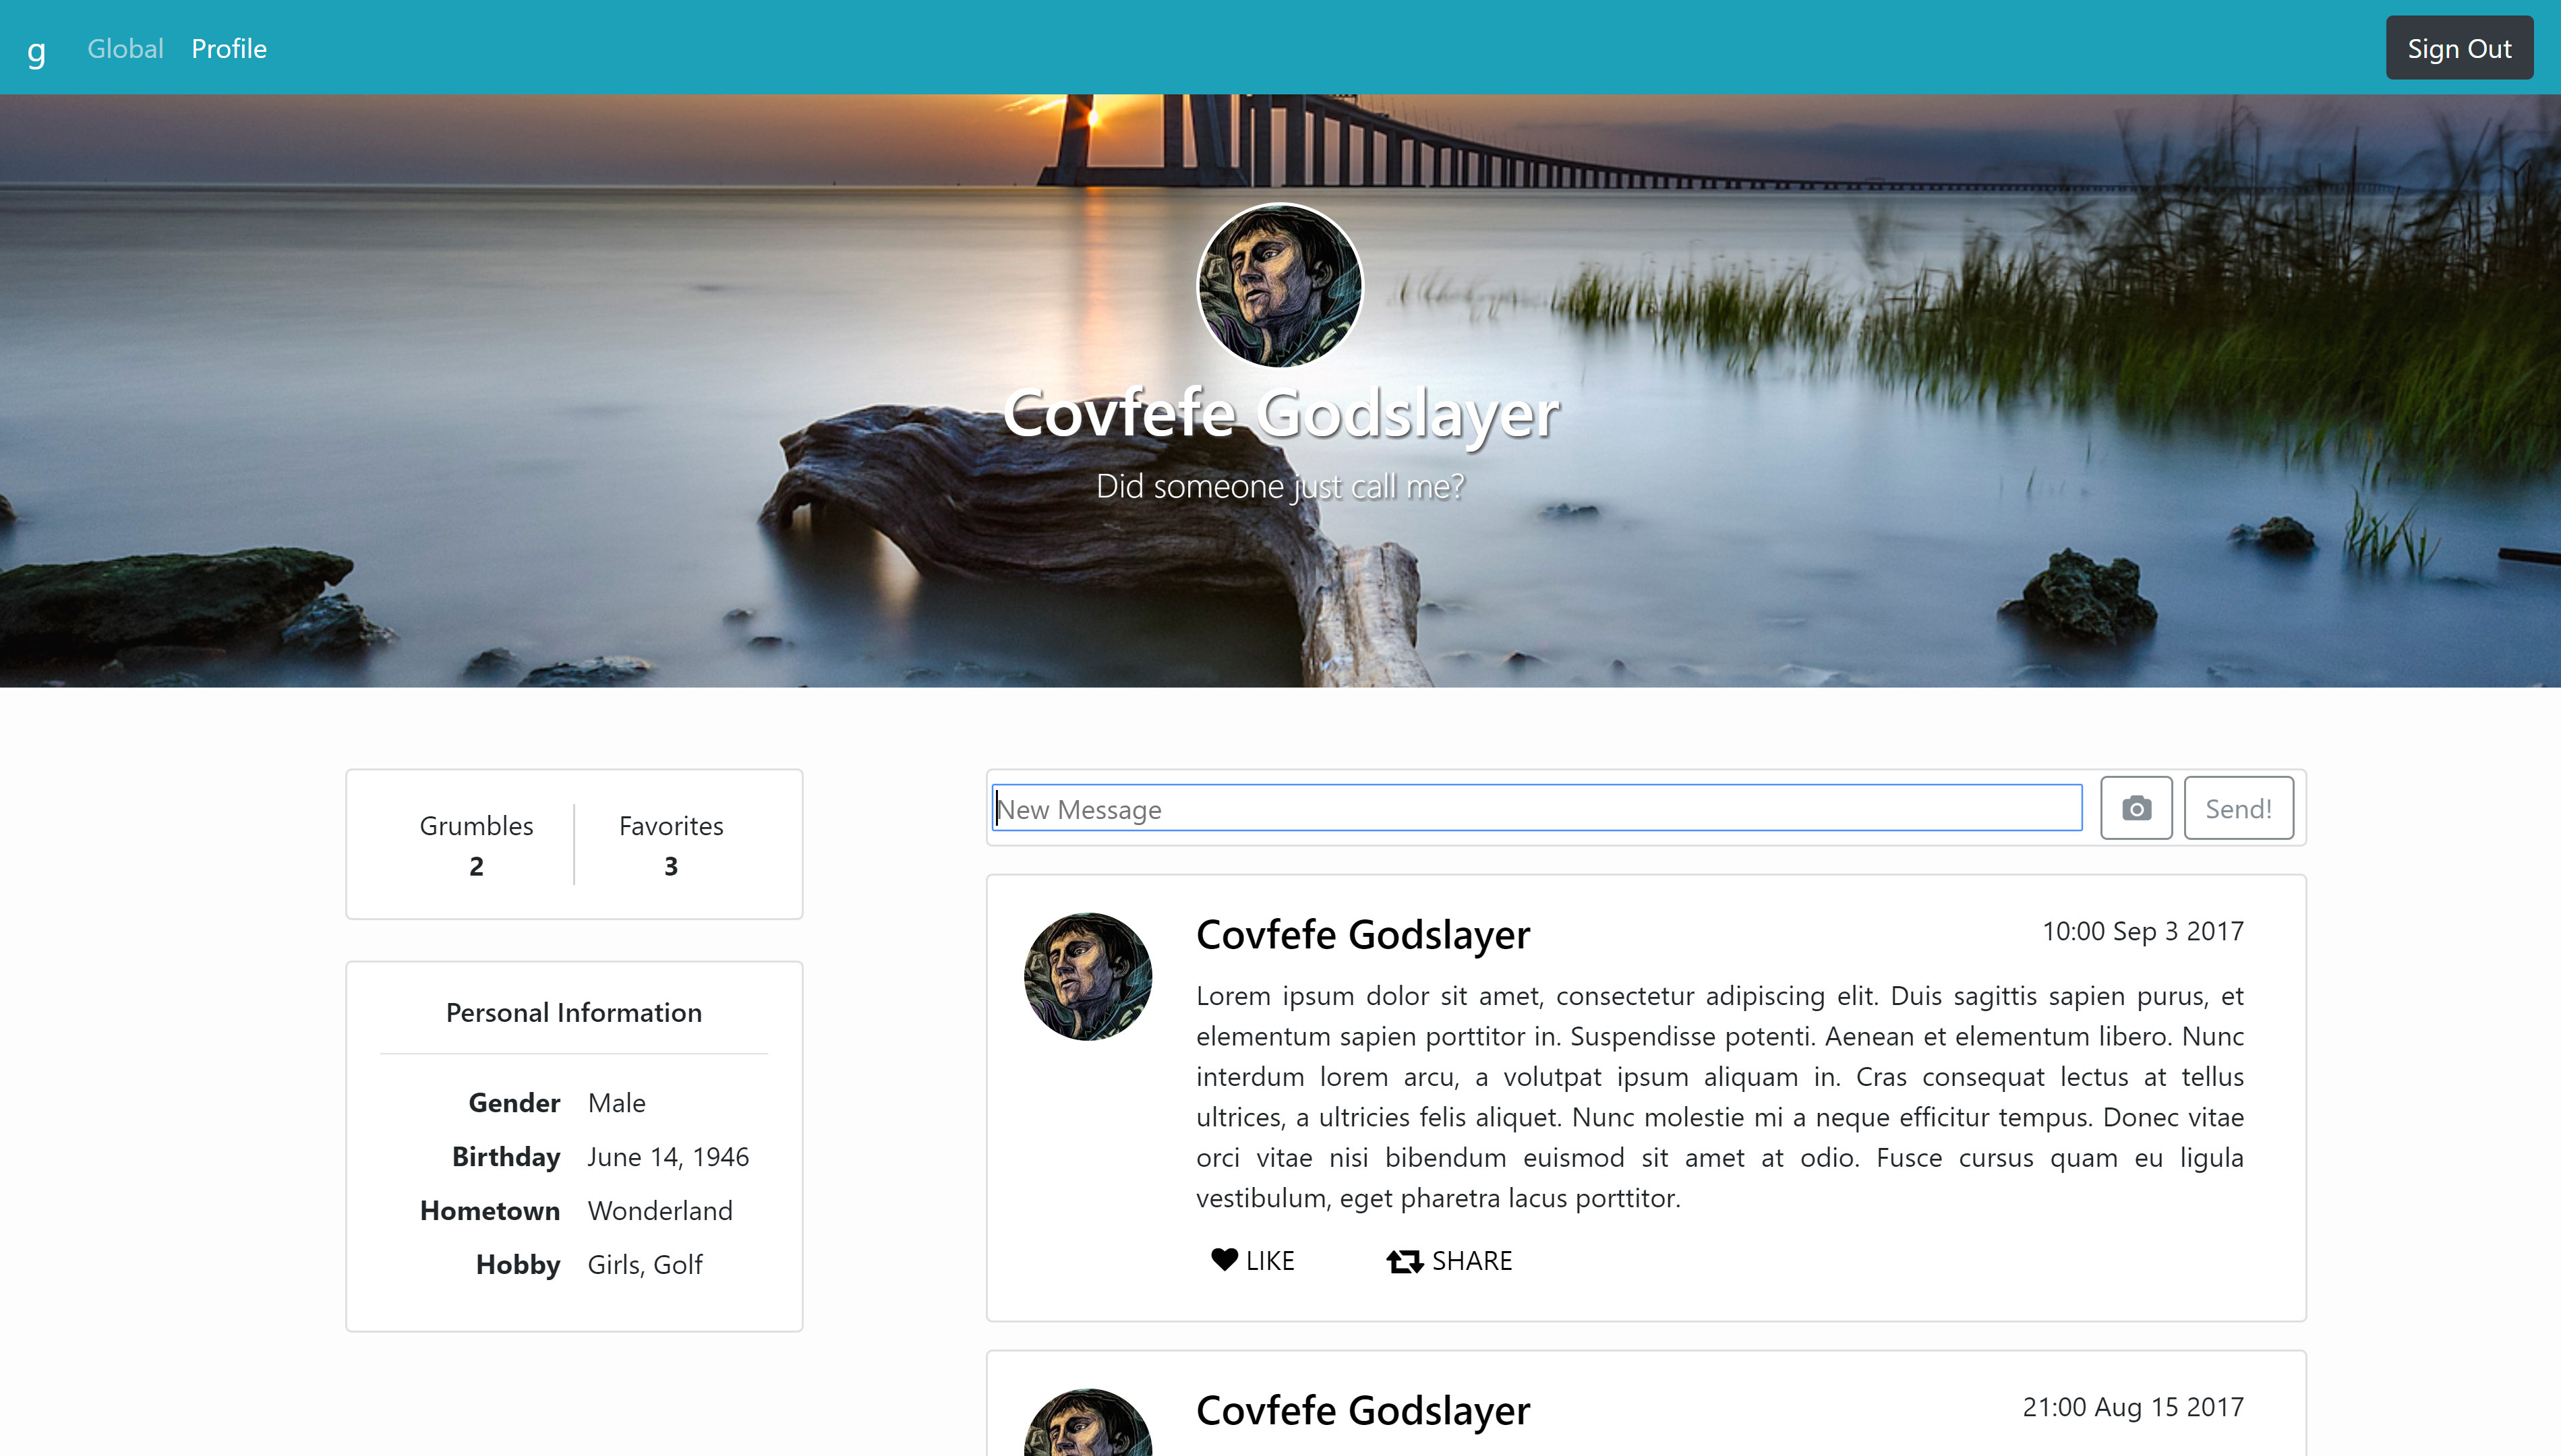 g Global Profile Sign Out
Covfefe Godslayer
Did someone just call me?
Grumbles Favorites
2 3
Personal Information
Gender Male
Birthday June 14, 1946
Hometown Wonderland
Hobby Girls, Golf
New Message Send!
Covfefe Godslayer 10:00 Sep 3 2017
Lorem ipsum dolor sit amet, consectetur adipiscing elit. Duis sagittis sapien purus, et
elementum sapien porttitor in. Suspendisse potenti. Aenean et elementum libero. Nunc
interdum lorem arcu, a volutpat ipsum aliquam in. Cras consequat lectus at tellus
ultrices, a ultricies felis aliquet. Nunc molestie mi a neque efficitur tempus. Donec vitae
orci vitae nisi bibendum euismod sit amet at odio. Fusce cursus quam eu ligula
vestibulum, eget pharetra lacus porttitor.
LIKE SHARE
Covfefe Godslayer 21:00 Aug 15 2017